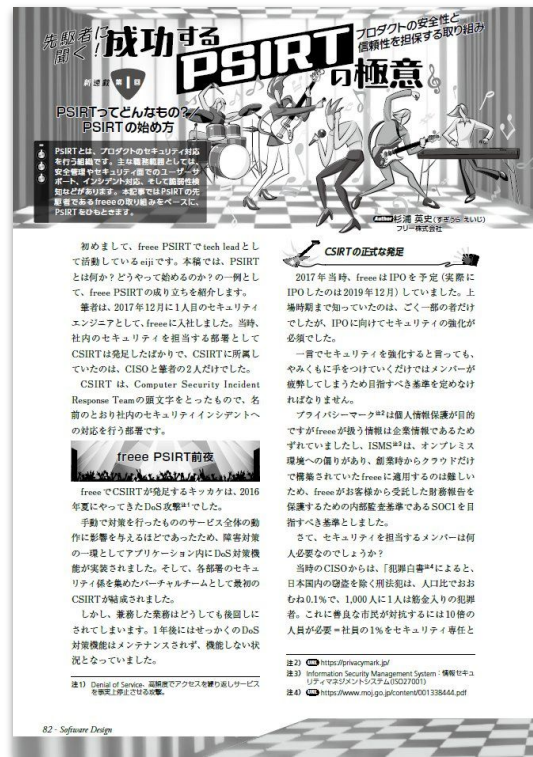 先駆者に
聞く!
成功する
PSIRT
の極意
プロダクトの安全性と
信頼性を担保する取り組み
新連載 第1回
PSIRTってどんなもの?
PSIRTの始め方
PSIRTとは、プロダクトのセキュリティ対応
を行う組織です。主な職務範囲としては、
安全管理やセキュリティ面でのユーザーサ
ポート、インシデント対応、そして脆弱性検
知などがあります。本記事ではPSIRTの先
駆者であるfreeeの取り組みをベースに、
PSIRTをひもときます。
Author 杉浦 英史(すぎうら えいじ)
フリー株式会社
初めまして、freee PSIRTでtech leadとし
て活動しているeijiです。本稿では、PSIRT
とは何か?どうやって始めるのか?の一例とし
て、freee PSIRTの成り立ちを紹介します。
筆者は、2017年12月に1人目のセキュリティ
エンジニアとして、freeeに入社しました。当時、
社内のセキュリティを担当する部署として
CSIRTは発足したばかりで、CSIRTに所属し
ていたのは、CISOと筆者の2人だけでした。
CSIRTは、Computer Security Incident
Response Teamの頭文字をとったもので、名
前のとおり社内のセキュリティインシデントへ
の対応を行う部署です。
freee PSIRT前夜
freeeでCSIRTが発足するキッカケは、2016
年夏にやってきたDoS攻撃注1でした。
手動で対策を行ったもののサービス全体の動
作に影響を与えるほどであったため、障害対策
の一環としてアプリケーション内にDoS対策機
能が実装されました。そして、各部署のセキュ
リティ係を集めたバーチャルチームとして最初の
CSIRTが結成されました。
しかし、兼務した業務はどうしても後回しに
されてしまいます。1年後にはせっかくのDoS
対策機能はメンテナンスされず、機能しない状
況となっていました。
注1) Denial of Service。高頻度でアクセスを繰り返しサービス
を事実上停止させる攻撃。
CSIRTの正式な発足
2017年当時、freeeはIPOを予定(実際に
IPOしたのは2019年12月)していました。上
場時期まで知っていたのは、ごく一部の者だけ
でしたが、IPOに向けてセキュリティの強化が
必須でした。
一言でセキュリティを強化すると言っても、
やみくもに手をつけていくだけではメンバーが
疲弊してしまうため目指すべき基準を定めなけ
ればなりません。
プライバシーマーク注2は個人情報保護が目的
ですがfreeeが扱う情報は企業情報であるため
ずれていましたし、ISMS注3は、オンプレミス
環境への偏りがあり、創業時からクラウドだけ
で構築されていたfreeeに適用するのは難しい
ため、freeeがお客様から受託した財務報告を
保護するための内部監査基準であるSOC1を目
指すべき基準としました。
さて、セキュリティを担当するメンバーは何
人必要なのでしょうか?
当時のCISOからは、「犯罪白書注4によると、
日本国内の窃盗を除く刑法犯は、人口比でおお
むね0.1%で、1,000人に1人は筋金入りの犯罪
者。これに善良な市民が対抗するには10倍の
人員が必要=社員の1%をセキュリティ専任と
注2) URL https://privacymark.jp/
注3) Information Security Management System:情報セキュ
リティマネジメントシステム(ISO27001)
注4) URL https://www.moj.go.jp/content/001338444.pdf
82 - Software Design